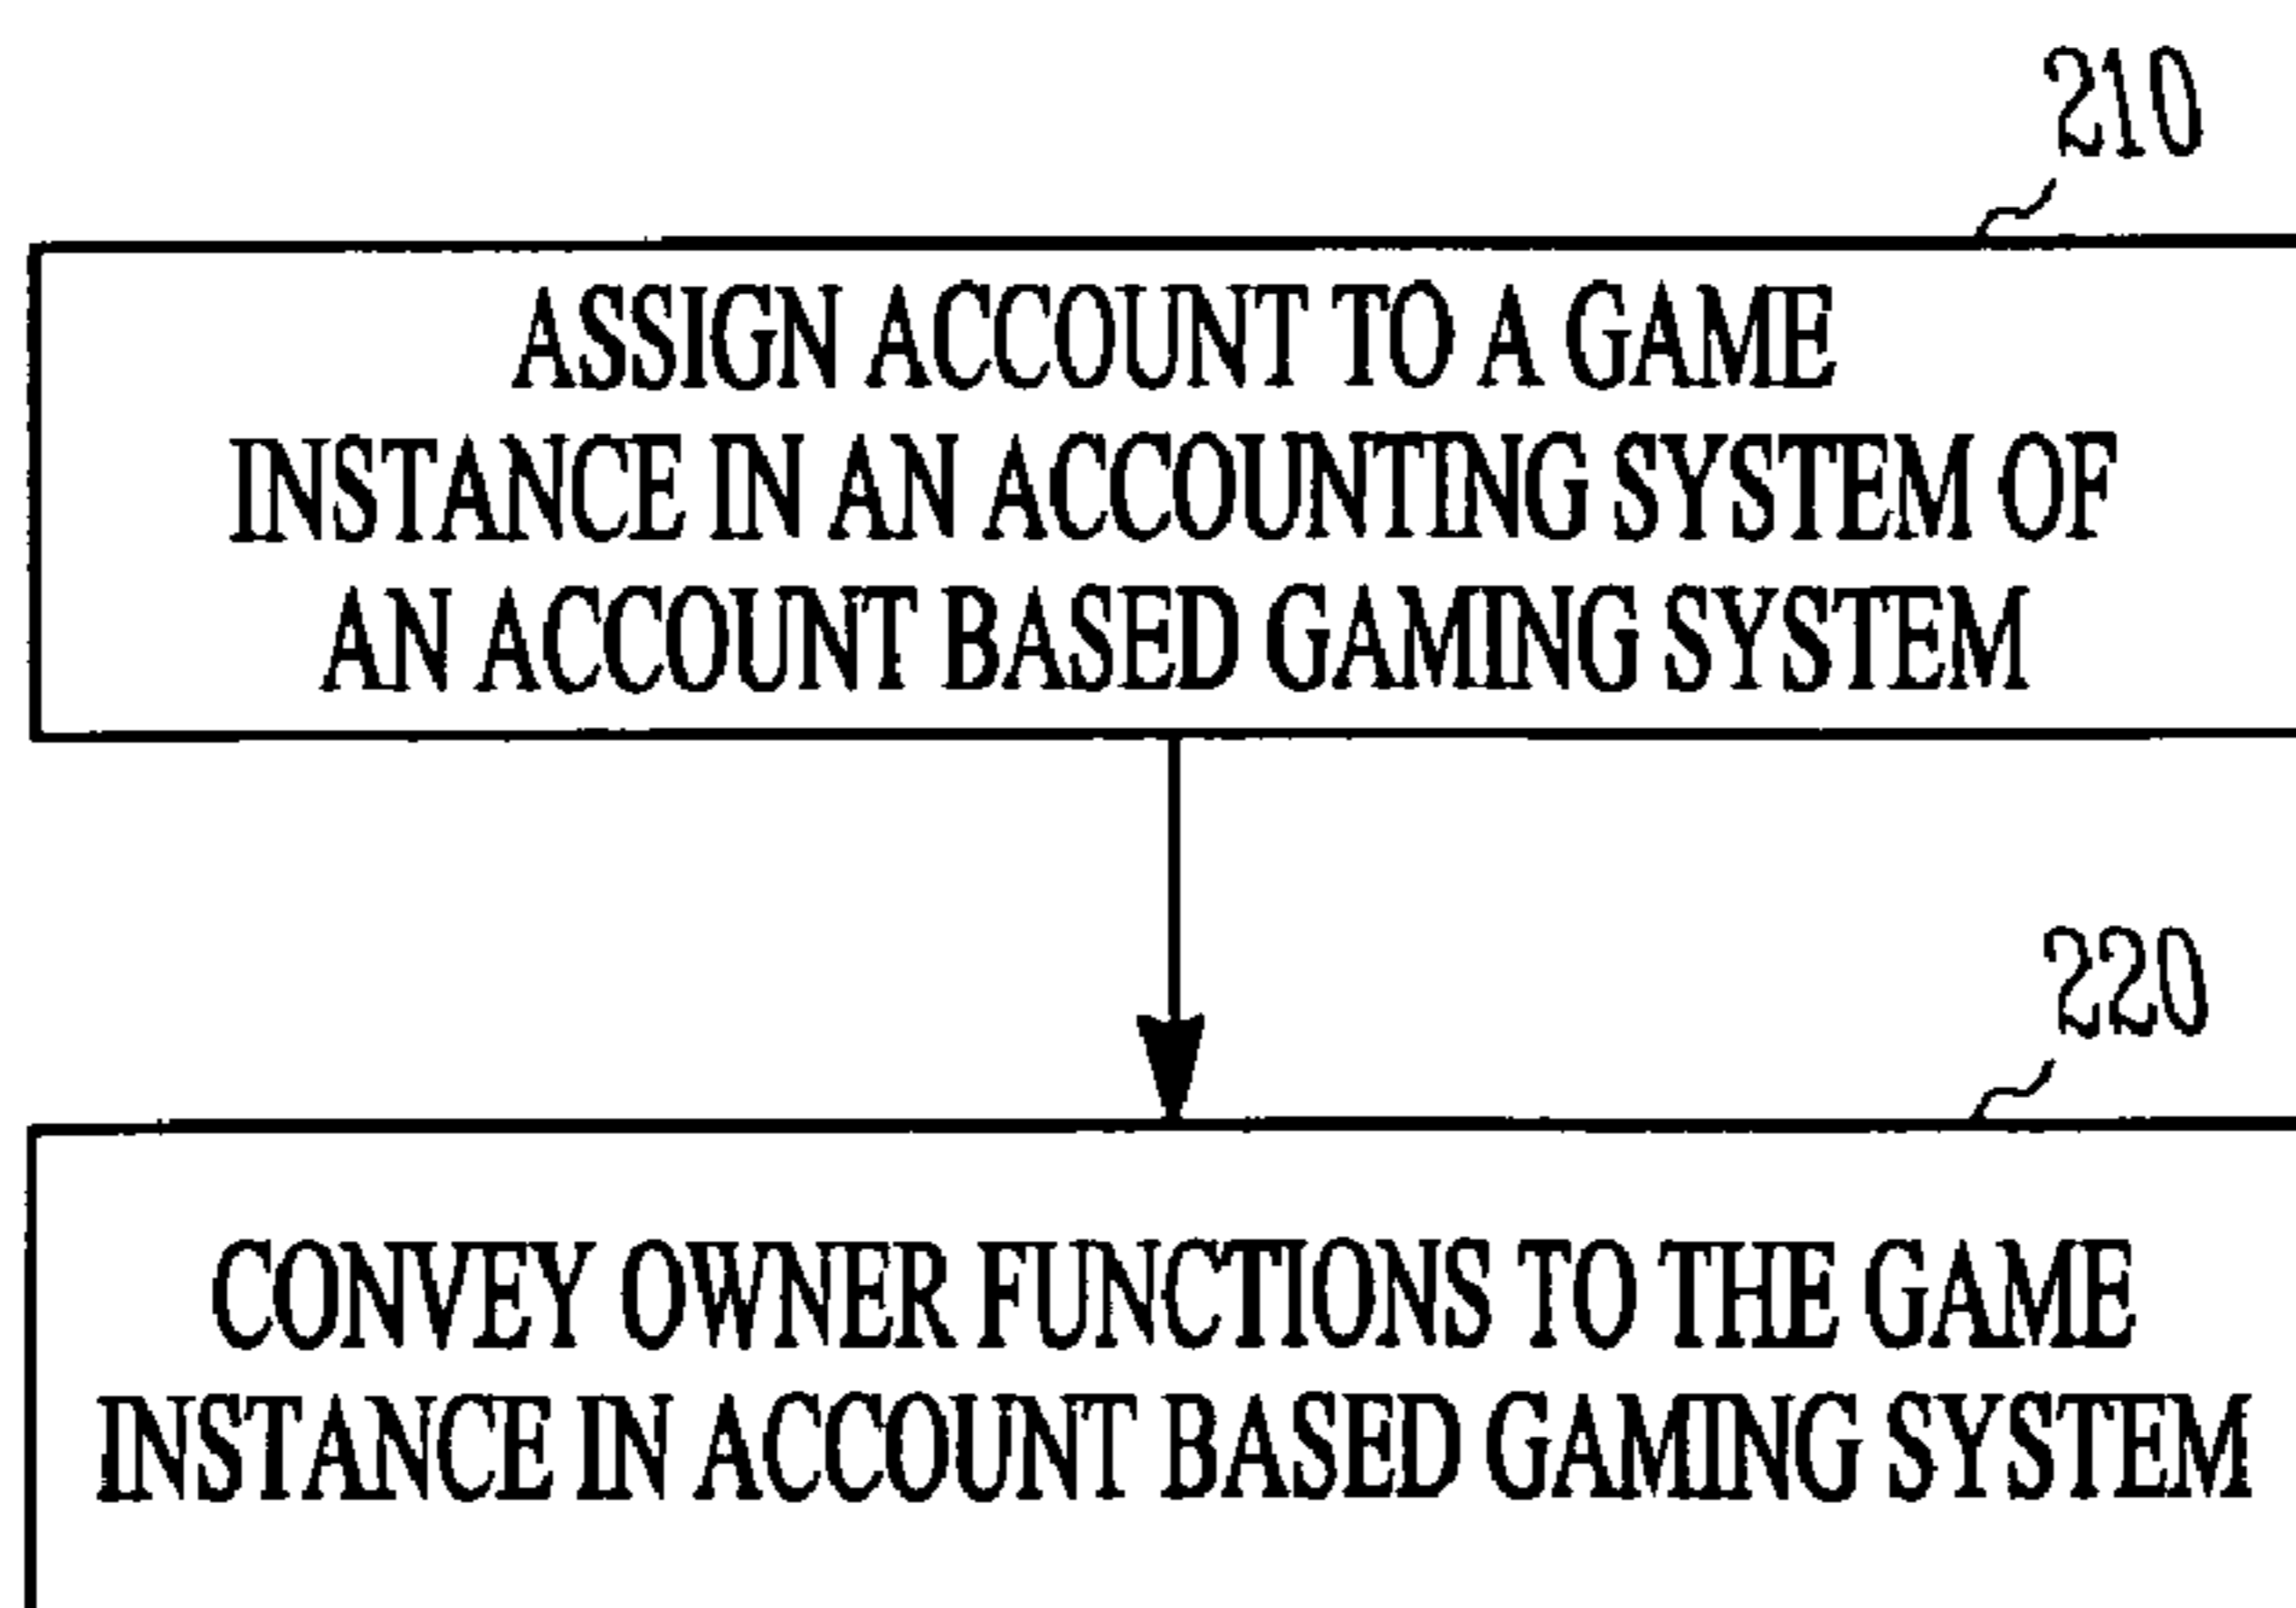 210
ASSIGN ACCOUNT TO A GAME
INSTANCE IN AN ACCOUNTING SYSTEM OF
AN ACCOUNT BASED GAMING SYSTEM
220
CONVEY OWNER FUNCTIONS TO THE GAME
INSTANCE IN ACCOUNT BASED GAMING SYSTEM